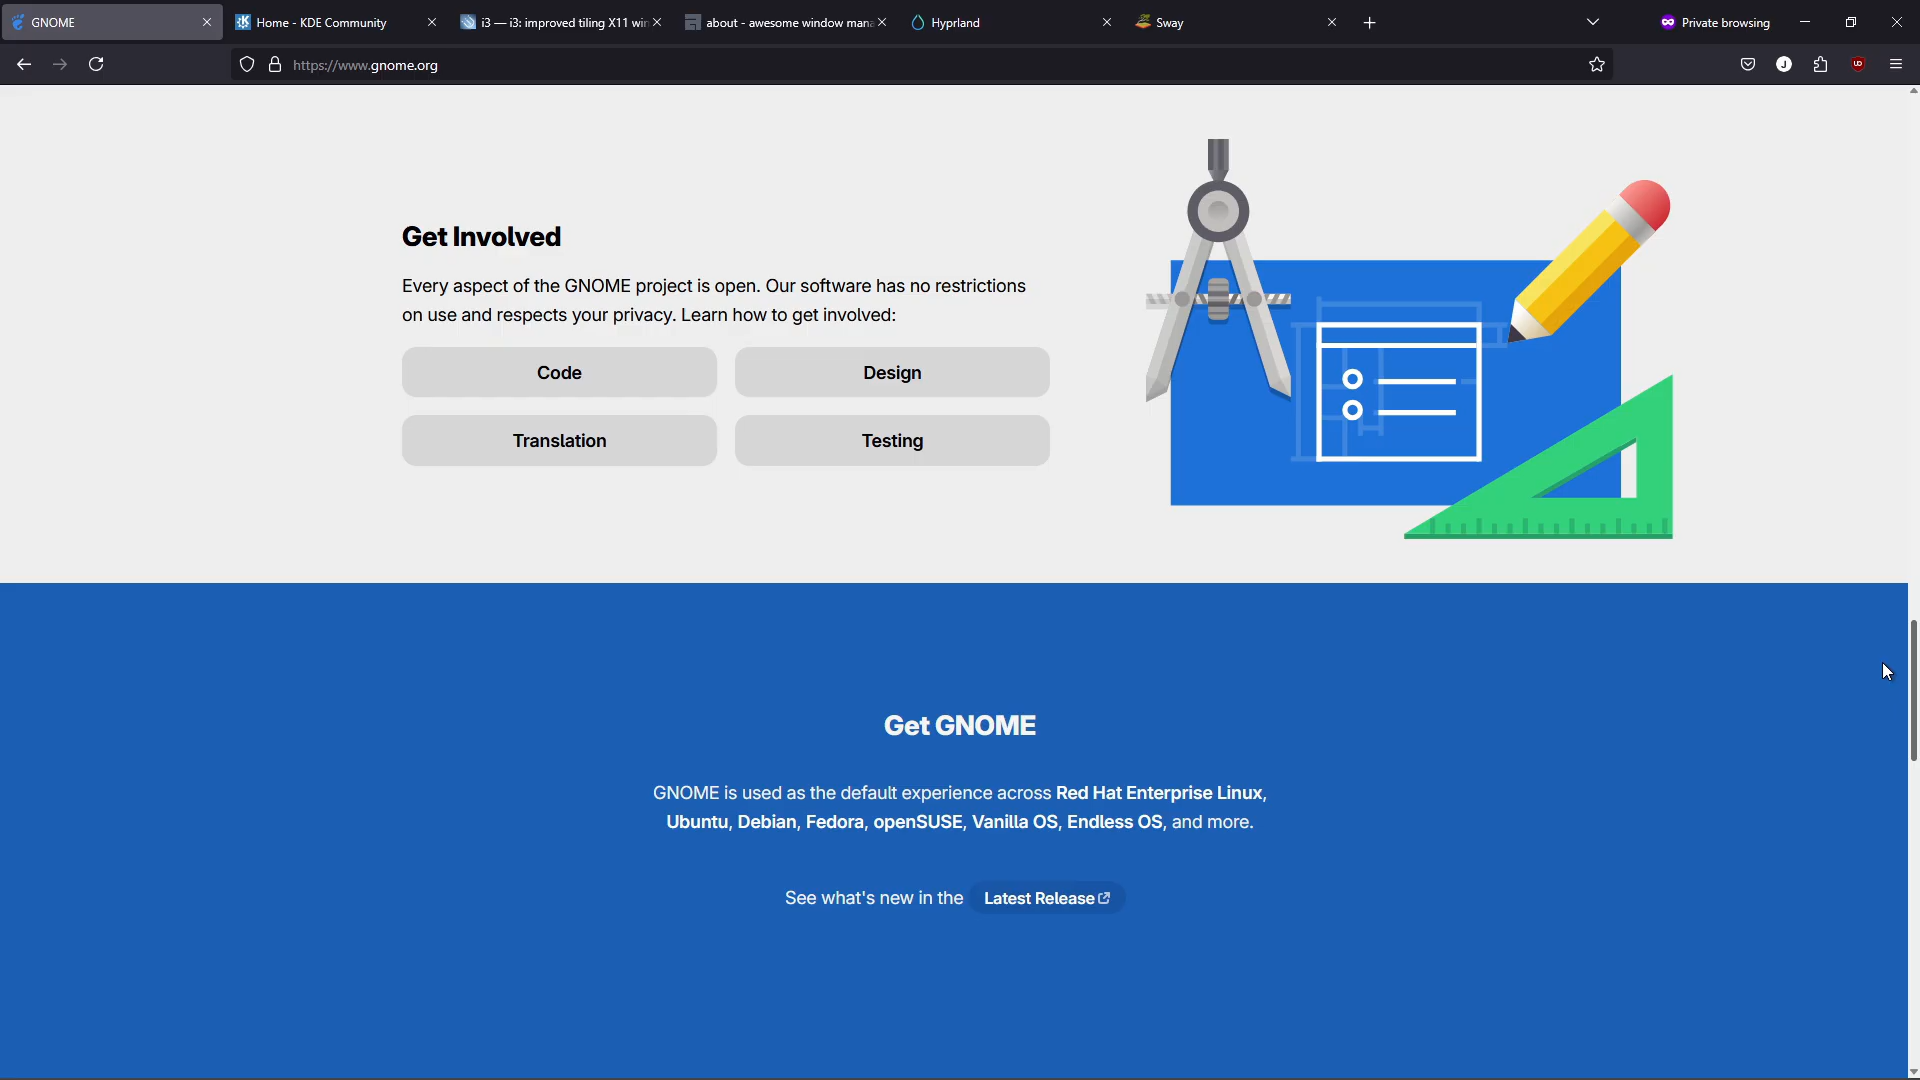 GNOME
Home - KDE Community
i3 — i3: improved tiling X11 win
about - awesome window mana
Hyprland
Sway
Private browsing
https://www.gnome.org
J
Get Involved
Every aspect of the GNOME project is open. Our software has no restrictions
on use and respects your privacy. Learn how to get involved:
Code
Design
Translation
Testing
Get GNOME
GNOME is used as the default experience across Red Hat Enterprise Linux,
Ubuntu, Debian, Fedora, openSUSE, Vanilla OS, Endless OS, and more.
See what's new in the Latest Release